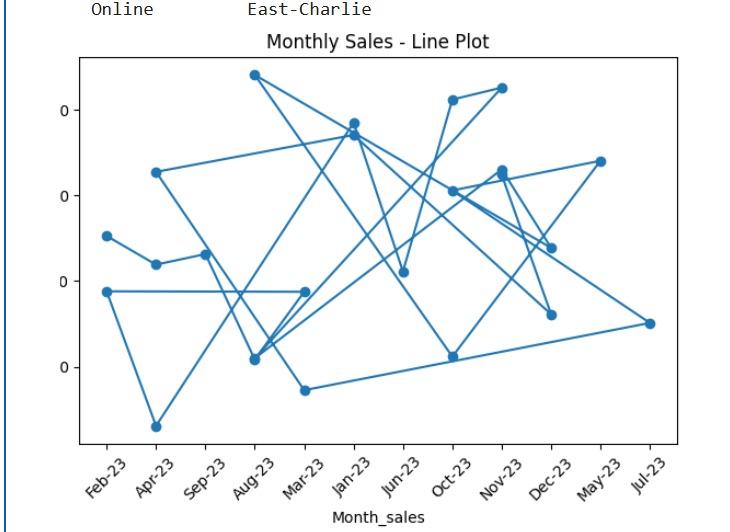 Online East-Charlie
Monthly Sales - Line Plot
0
0
0
0
Feb-23 Apr-23 Sep-23 Aug-23 Mar-23 Jan-23 Jun-23 Oct-23 Nov-23 Dec-23 May-23 Jul-23
Month_sales